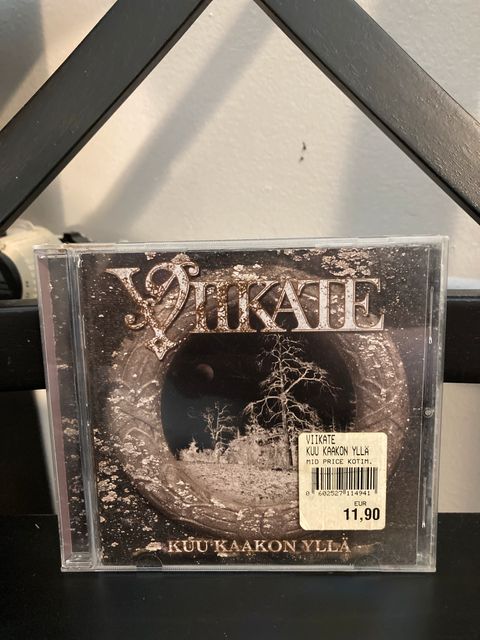 VIIKATE
VIIKATE
KUU KAAKON YLLÄ
MID PRICE KOTIM.
0 602527 114941
EUR
11,90
KUU KAAKON YLLÄ